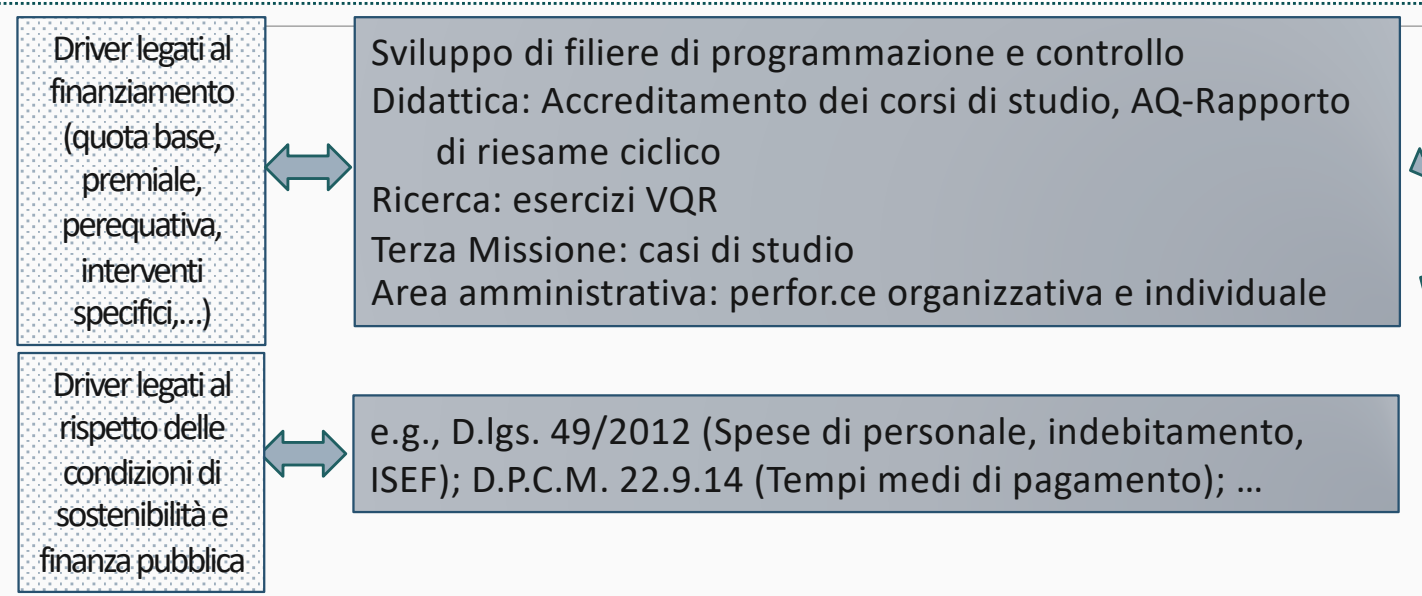 Driver legati al
finanziamento
(quota base,
premiale,
perequativa,
interventi
specifici,...)
Sviluppo di filiere di programmazione e controllo
Didattica: Accreditamento dei corsi di studio, AQ-Rapporto
di riesame ciclico
Ricerca: esercizi VQR
Terza Missione: casi di studio
Area amministrativa: perfor.ce organizzativa e individuale
Driver legati al
rispetto delle
condizioni di
sostenibilità e
finanza pubblica
e.g., D.lgs. 49/2012 (Spese di personale, indebitamento,
ISEF); D.P.C.M. 22.9.14 (Tempi medi di pagamento); …